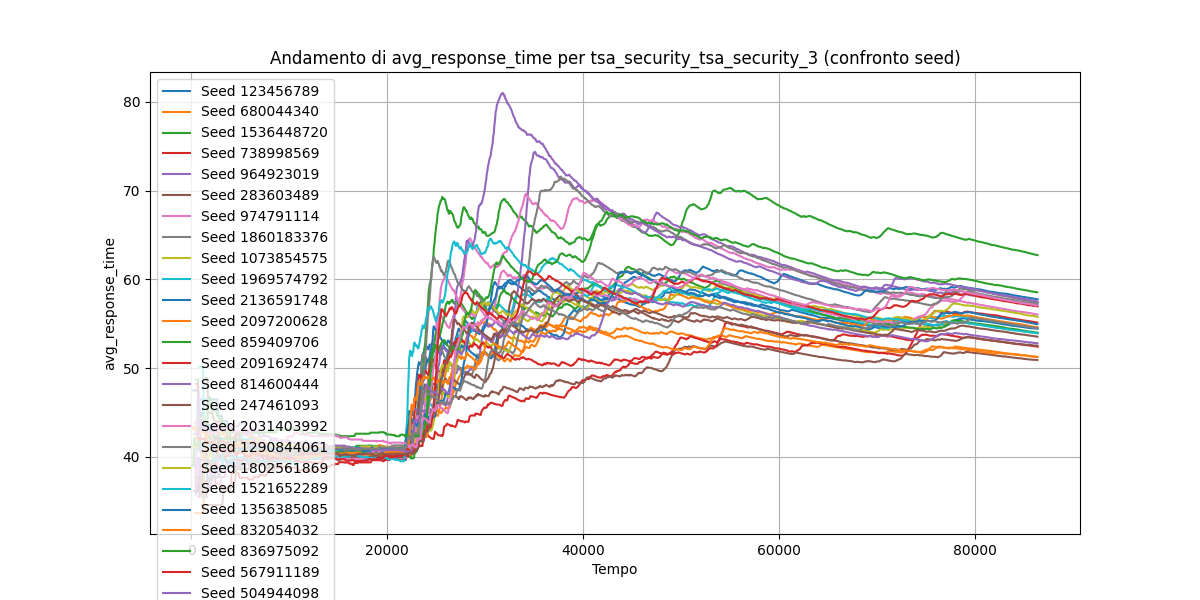 Andamento di avg_response_time per tsa_security_tsa_security_3 (confronto seed)
avg_response_time
80
70
60
50
40
Seed 123456789
Seed 680044340
Seed 1536448720
Seed 738998569
Seed 964923019
Seed 283603489
Seed 974791114
Seed 1860183376
Seed 1073854575
Seed 1969574792
Seed 2136591748
Seed 2097200628
Seed 859409706
Seed 2091692474
Seed 814600444
Seed 247461093
Seed 2031403992
Seed 1290844061
Seed 1802561869
Seed 1521652289
Seed 1356385085
Seed 832054032
Seed 836975092
Seed 567911189
Seed 504944098
0
20000
40000
60000
80000
Tempo